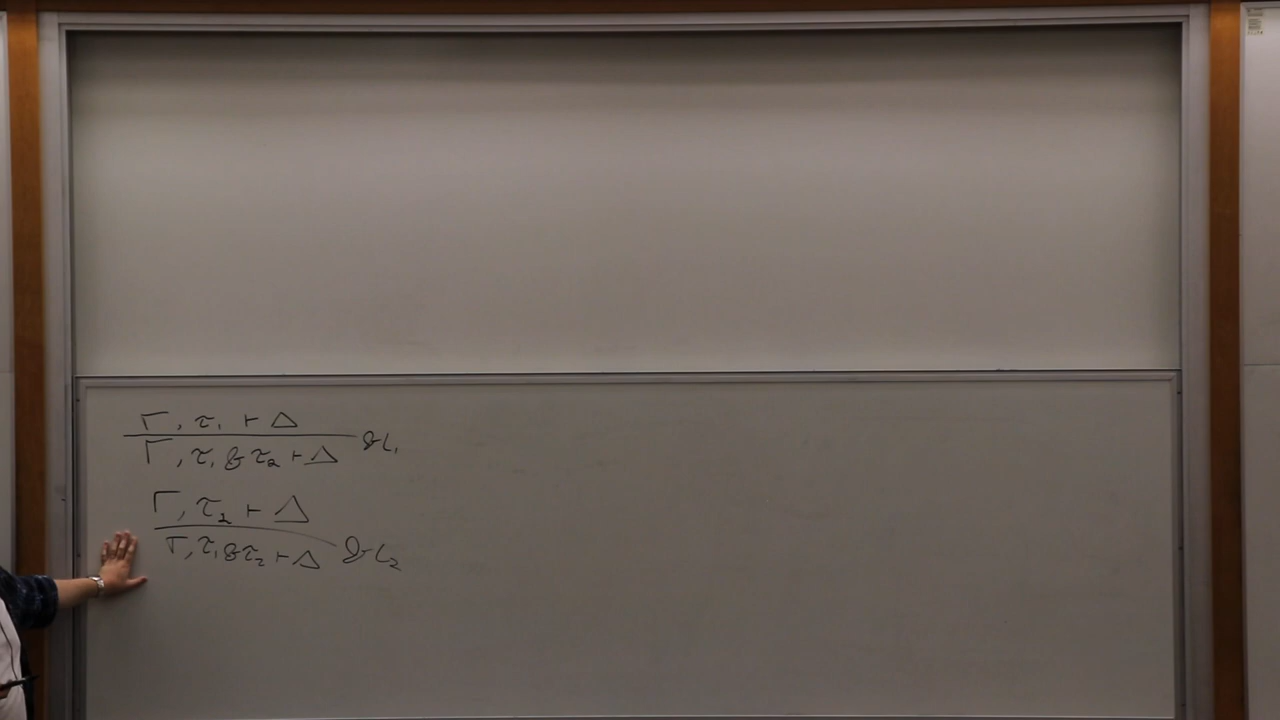 Γ, τ₁ ⊢ Δ
Γ, τ₁ & τ₂ ⊢ Δ &L₁
Γ, τ₂ ⊢ Δ
Γ, τ₁ & τ₂ ⊢ Δ &L₂